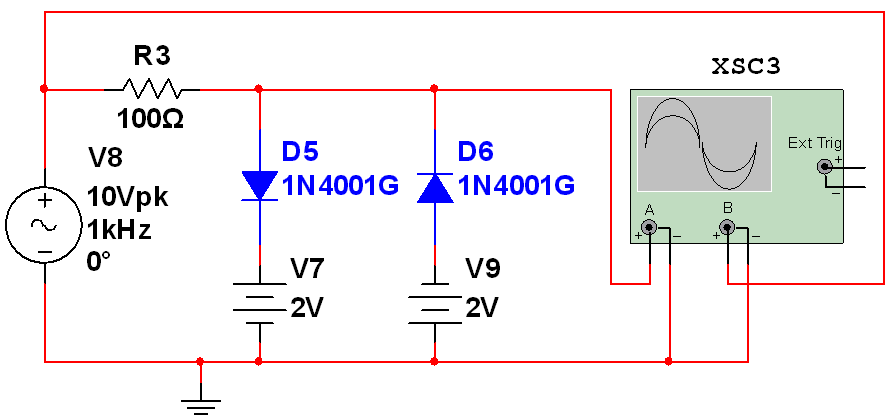 R3
100Ω
XSC3
V8
10Vpk
1kHz
0°
+
−
D5
1N4001G
D6
1N4001G
V7
2V
V9
2V
Ext Trig
+
−
A
B
+
−
+
−